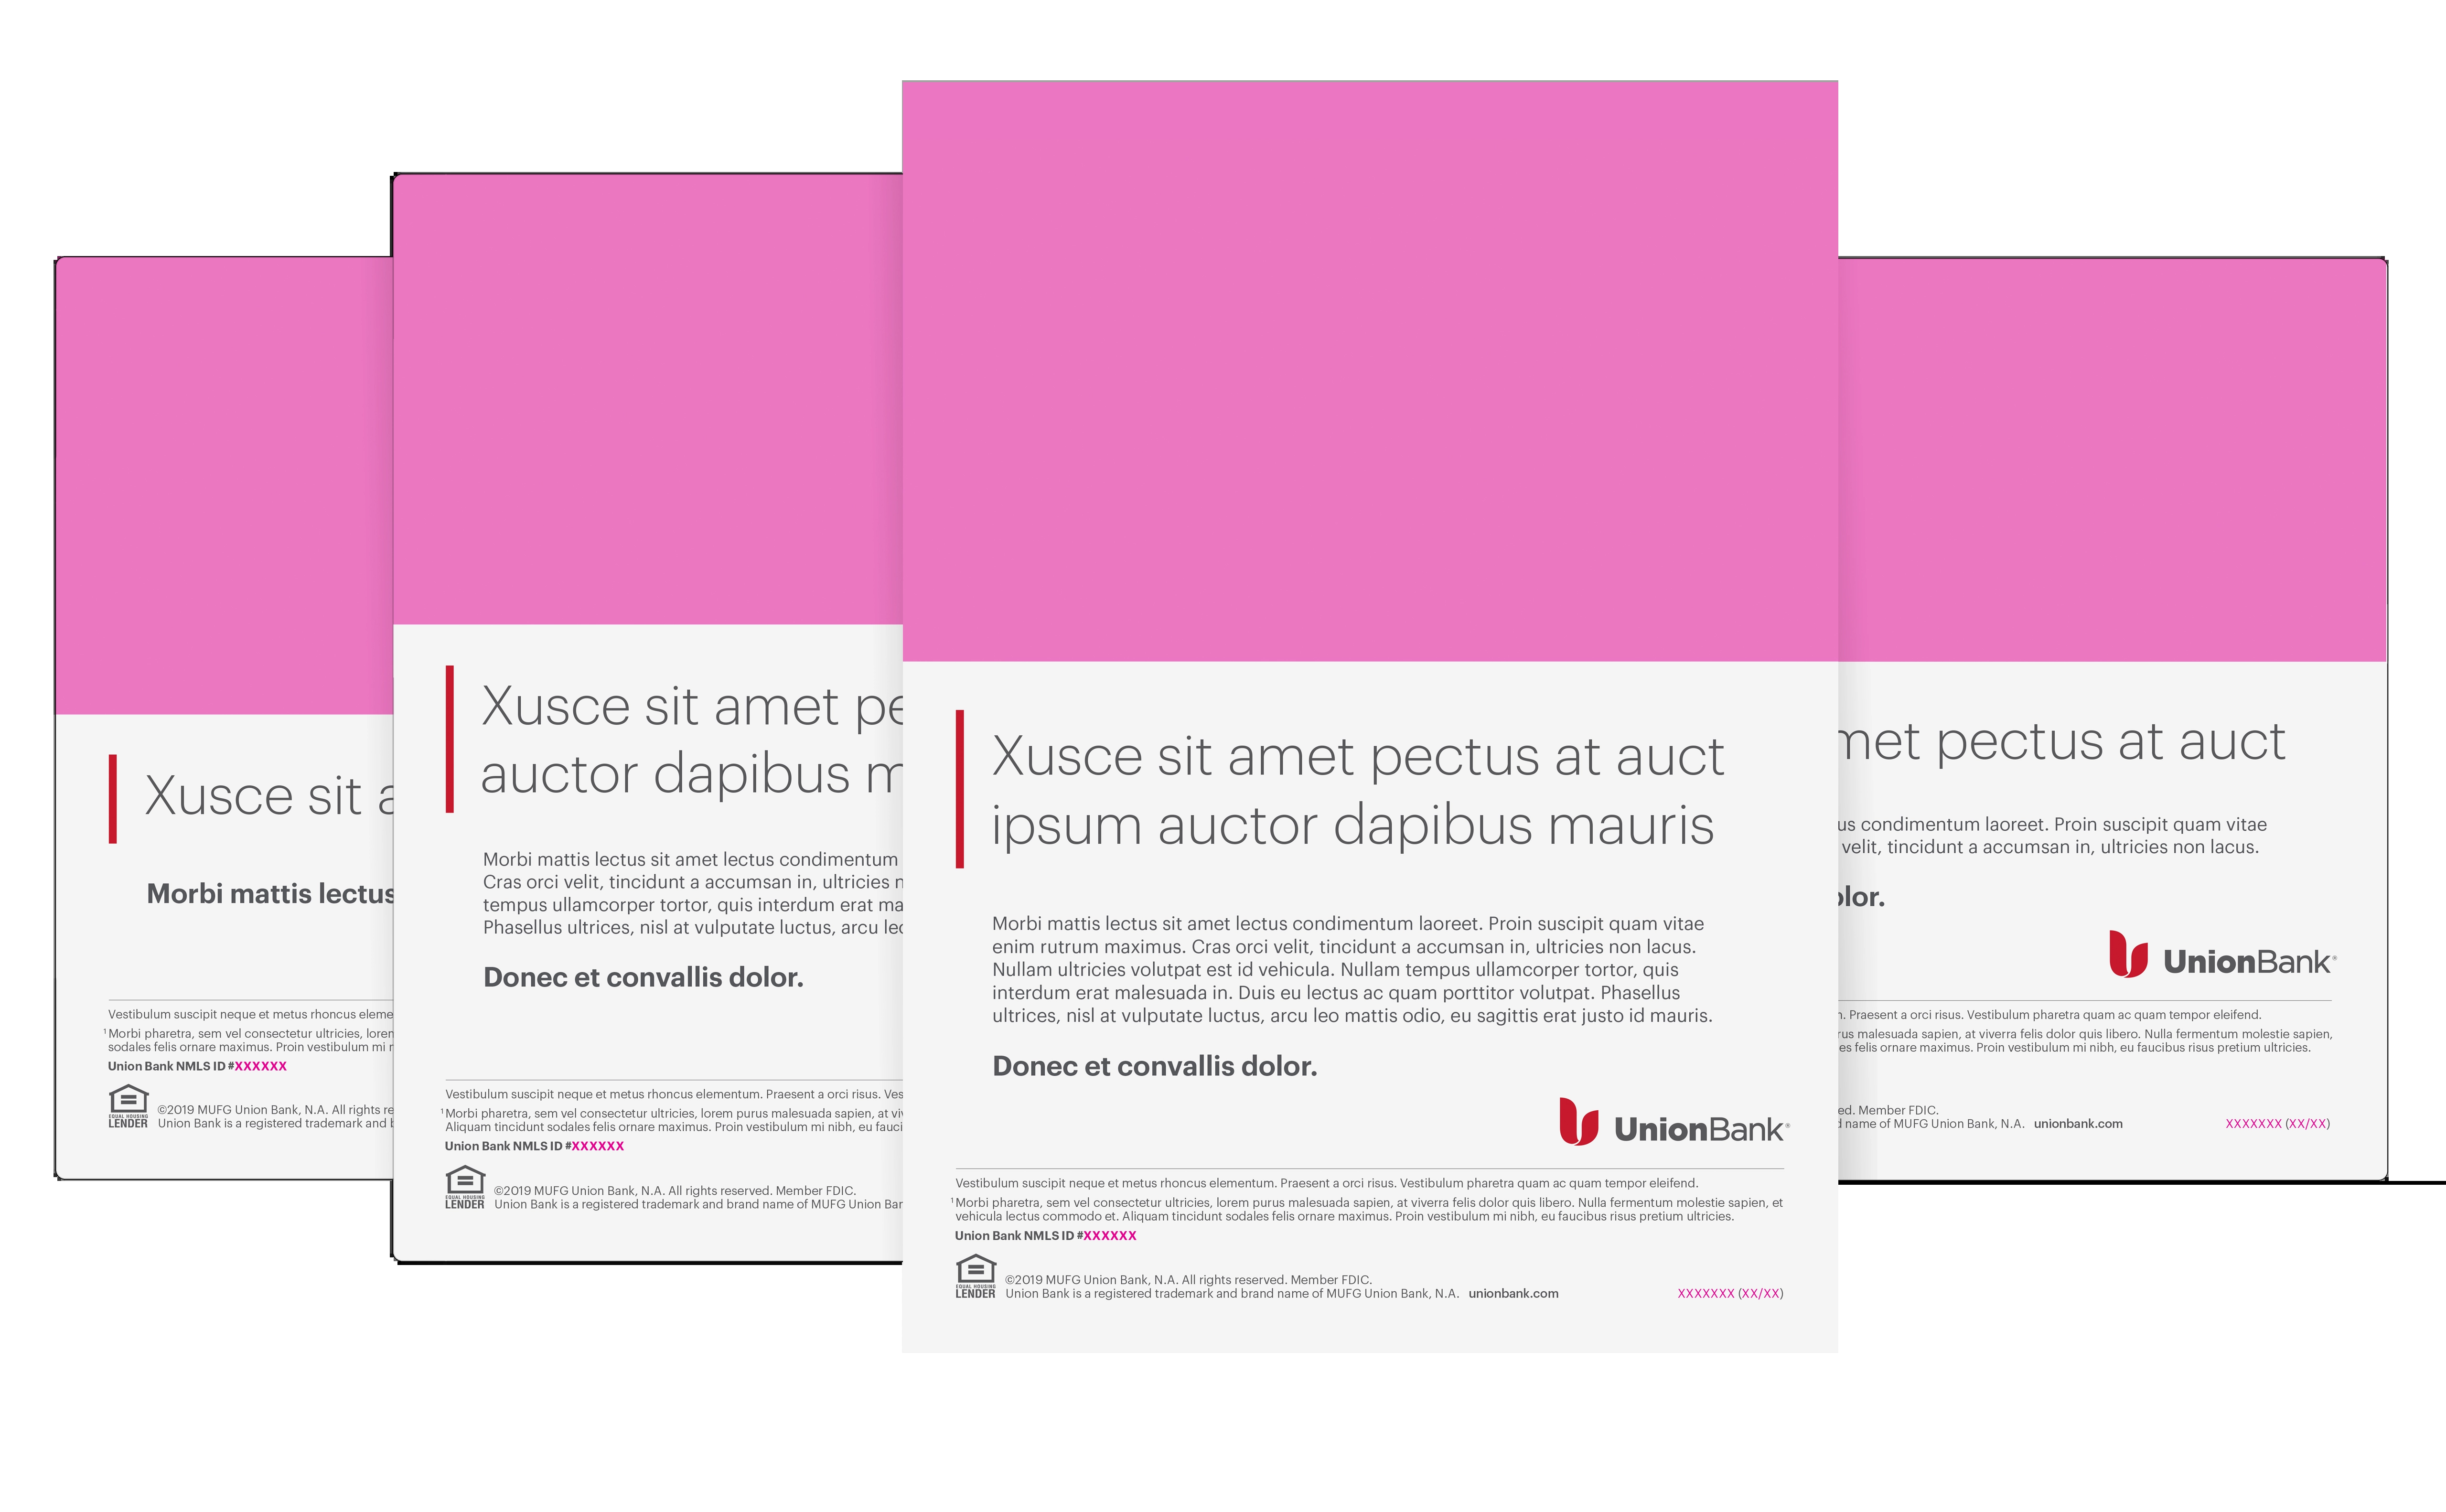 Xusce sit
Morbi mattis lectus
Vestibulum suscipit neque et metus rhoncus
¹Morbi pharetra, sem vel consectetur ultricies,
sodales felis ornare maximus. Proin vestibulum mi
Union Bank NMLS ID #XXXXXX
EQUAL HOUSING
LENDER
©2019 MUFG Union Bank, N.A. All rights
Union Bank is a registered trademark and
Xusce sit amet
auctor dapibus
Morbi mattis lectus sit amet lectus condimentum
Cras orci velit, tincidunt a accumsan in, ultricies
tempus ullamcorper tortor, quis interdum erat
Phasellus ultrices, nisl at vulputate luctus, arcu
Donec et convallis dolor.
Vestibulum suscipit neque et metus rhoncus elementum. Praesent a orci risus.
¹Morbi pharetra, sem vel consectetur ultricies, lorem purus malesuada sapien, at
Aliquam tincidunt sodales felis ornare maximus. Proin vestibulum mi nibh, eu
Union Bank NMLS ID #XXXXXX
EQUAL HOUSING
LENDER
©2019 MUFG Union Bank, N.A. All rights reserved. Member FDIC.
Union Bank is a registered trademark and brand name of MUFG Union
Xusce sit amet pectus at auct
ipsum auctor dapibus mauris
Morbi mattis lectus sit amet lectus condimentum laoreet. Proin suscipit quam vitae
enim rutrum maximus. Cras orci velit, tincidunt a accumsan in, ultricies non lacus.
Nullam ultricies volutpat est id vehicula. Nullam tempus ullamcorper tortor, quis
interdum erat malesuada in. Duis eu lectus ac quam porttitor volutpat. Phasellus
ultrices, nisl at vulputate luctus, arcu leo mattis odio, eu sagittis erat justo id mauris.
Donec et convallis dolor.
UnionBank®
Vestibulum suscipit neque et metus rhoncus elementum. Praesent a orci risus. Vestibulum pharetra quam ac quam tempor eleifend.
¹Morbi pharetra, sem vel consectetur ultricies, lorem purus malesuada sapien, at viverra felis dolor quis libero. Nulla fermentum molestie sapien, et
vehicula lectus commodo et. Aliquam tincidunt sodales felis ornare maximus. Proin vestibulum mi nibh, eu faucibus risus pretium ultricies.
Union Bank NMLS ID #XXXXXX
EQUAL HOUSING
LENDER
©2019 MUFG Union Bank, N.A. All rights reserved. Member FDIC.
Union Bank is a registered trademark and brand name of MUFG Union Bank, N.A. unionbank.com XXXXXXX (XX/XX)
pectus at auct
condimentum laoreet. Proin suscipit quam vitae
velit, tincidunt a accumsan in, ultricies non lacus.
UnionBank®
Praesent a orci risus. Vestibulum pharetra quam ac quam tempor eleifend.
malesuada sapien, at viverra felis dolor quis libero. Nulla fermentum molestie sapien,
felis ornare maximus. Proin vestibulum mi nibh, eu faucibus risus pretium ultricies.
Member FDIC.
name of MUFG Union Bank, N.A. unionbank.com XXXXXXX (XX/XX)